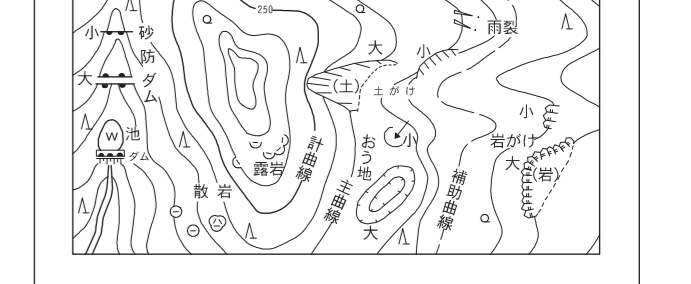 250
小 砂防ダム
大
雨裂
大
小
(土)
土がけ
小
岩がけ
大
(岩)
W 池
ダム
おう地
小
大
露岩
散岩
計曲線
主曲線
補助曲線
(ハ)